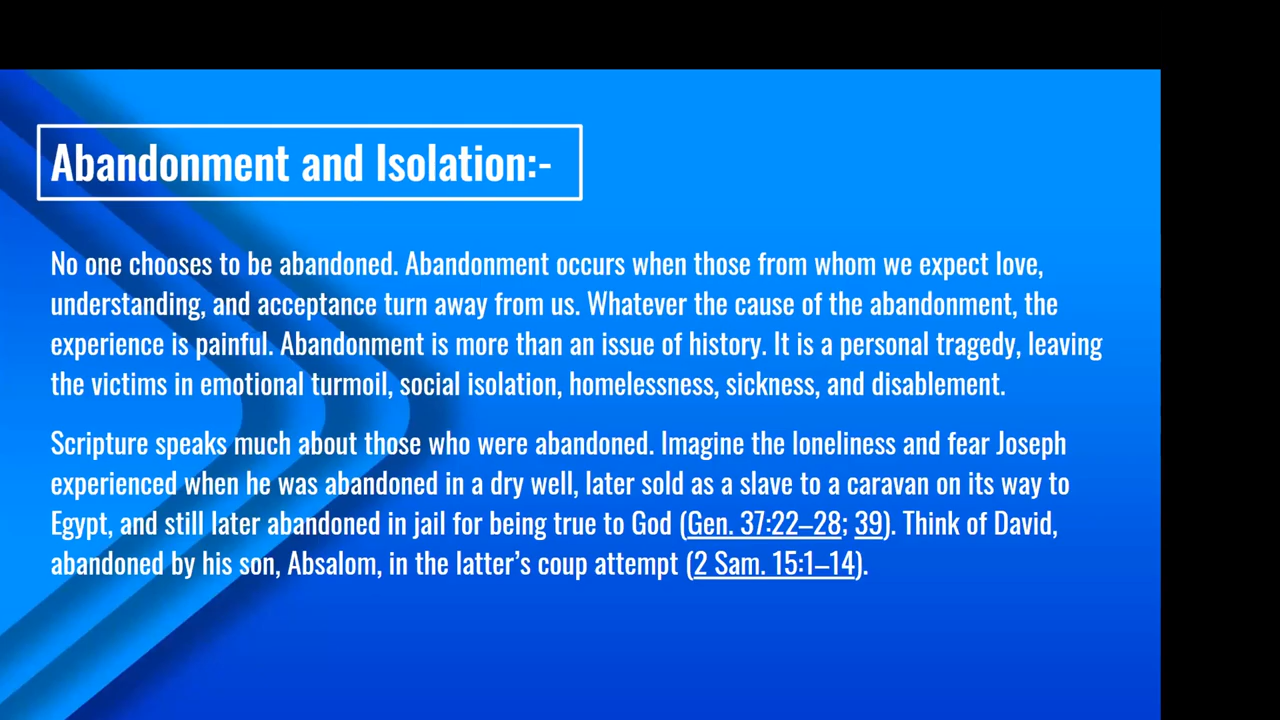 Abandonment and Isolation:-
No one chooses to be abandoned. Abandonment occurs when those from whom we expect love,
understanding, and acceptance turn away from us. Whatever the cause of the abandonment, the
experience is painful. Abandonment is more than an issue of history. It is a personal tragedy, leaving
the victims in emotional turmoil, social isolation, homelessness, sickness, and disablement.
Scripture speaks much about those who were abandoned. Imagine the loneliness and fear Joseph
experienced when he was abandoned in a dry well, later sold as a slave to a caravan on its way to
Egypt, and still later abandoned in jail for being true to God (Gen. 37:22–28; 39). Think of David,
abandoned by his son, Absalom, in the latter’s coup attempt (2 Sam. 15:1–14).